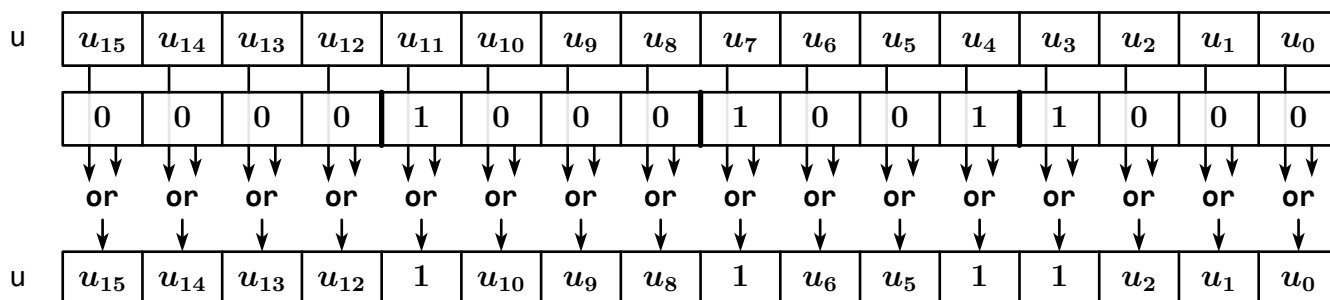 u u₁₅ u₁₄ u₁₃ u₁₂ u₁₁ u₁₀ u₉ u₈ u₇ u₆ u₅ u₄ u₃ u₂ u₁ u₀
0 0 0 0 1 0 0 0 1 0 0 1 1 0 0 0
or or or or or or or or or or or or or or or or
u u₁₅ u₁₄ u₁₃ u₁₂ 1 u₁₀ u₉ u₈ 1 u₆ u₅ 1 1 u₂ u₁ u₀